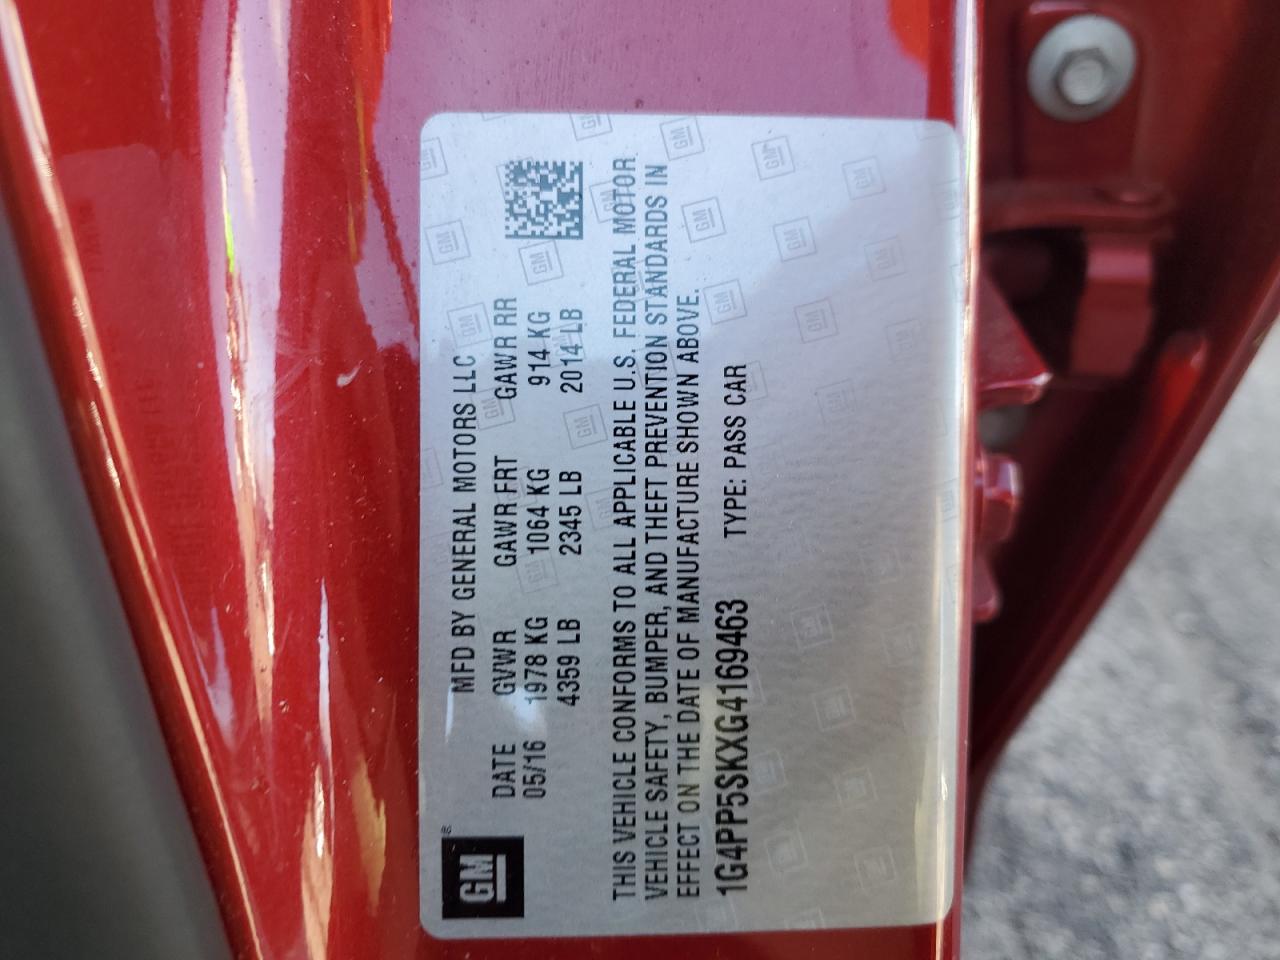 GM
MFD BY GENERAL MOTORS LLC
DATE GVWR GAWR FRT GAWR RR
05/16 1978 KG 1064 KG 914 KG
4359 LB 2345 LB 2014 LB
THIS VEHICLE CONFORMS TO ALL APPLICABLE U.S. FEDERAL MOTOR
VEHICLE SAFETY, BUMPER, AND THEFT PREVENTION STANDARDS IN
EFFECT ON THE DATE OF MANUFACTURE SHOWN ABOVE.
1G4PP5SKXG4169463 TYPE: PASS CAR